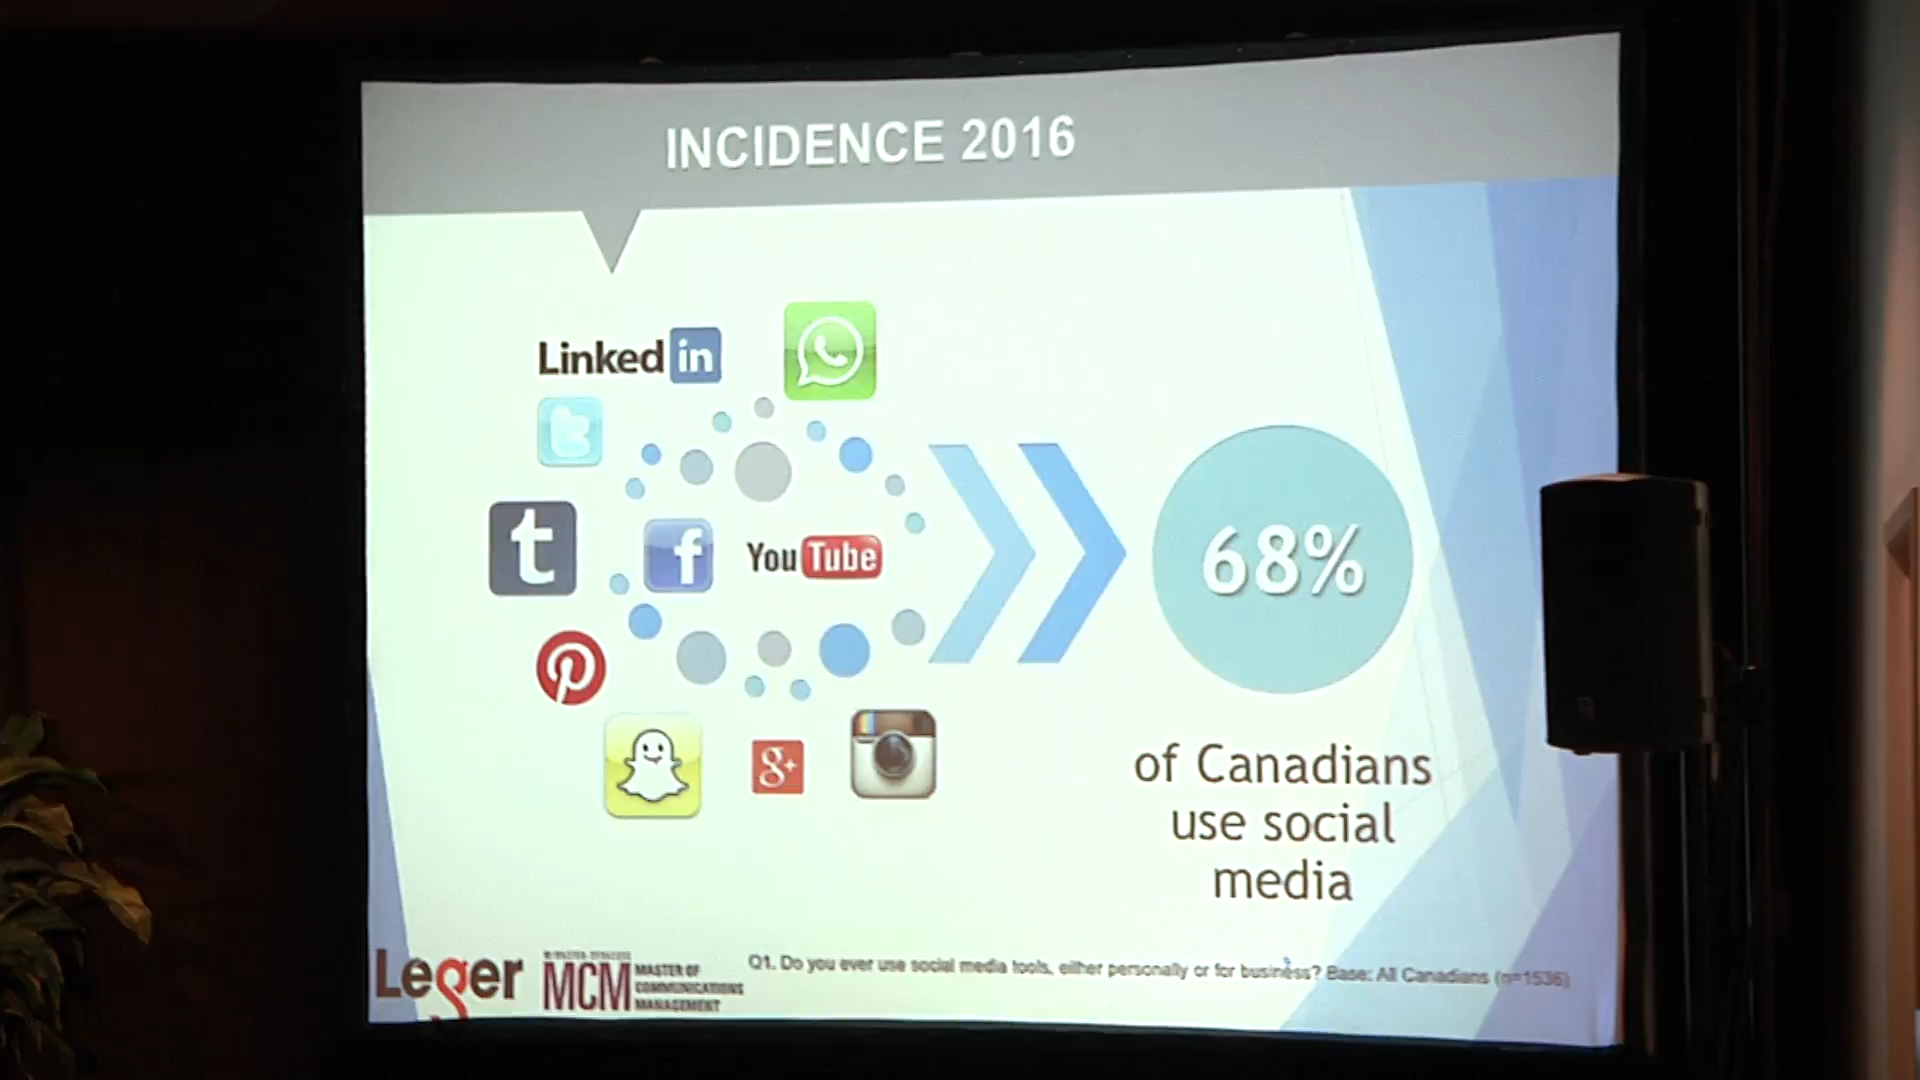 INCIDENCE 2016
Linked in
t
t
f
You Tube
68%
g+
of Canadians
use social
media
Leger
MCM
MASTER OF
COMMUNICATIONS
MANAGEMENT
Q1. Do you ever use social media tools, either personally or for business? Base: All Canadians (n=1536)